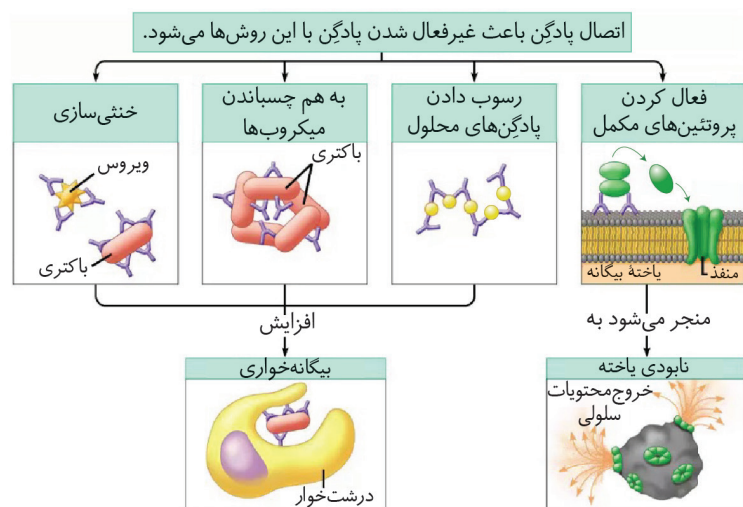 اتصال پادگِن باعث غیرفعال شدن پادگِن با این روش‌ها می‌شود.
فعال کردن
پروتئین‌های مکمل
رسوب دادن
پادگِن‌های محلول
به هم چسباندن
میکروب‌ها
خنثی‌سازی
یاختهٔ بیگانه
منفذ
باکتری
ویروس
باکتری
منجر می‌شود به
افزایش
نابودی یاخته
خروج محتویات
سلولی
بیگانه‌خواری
درشت‌خوار